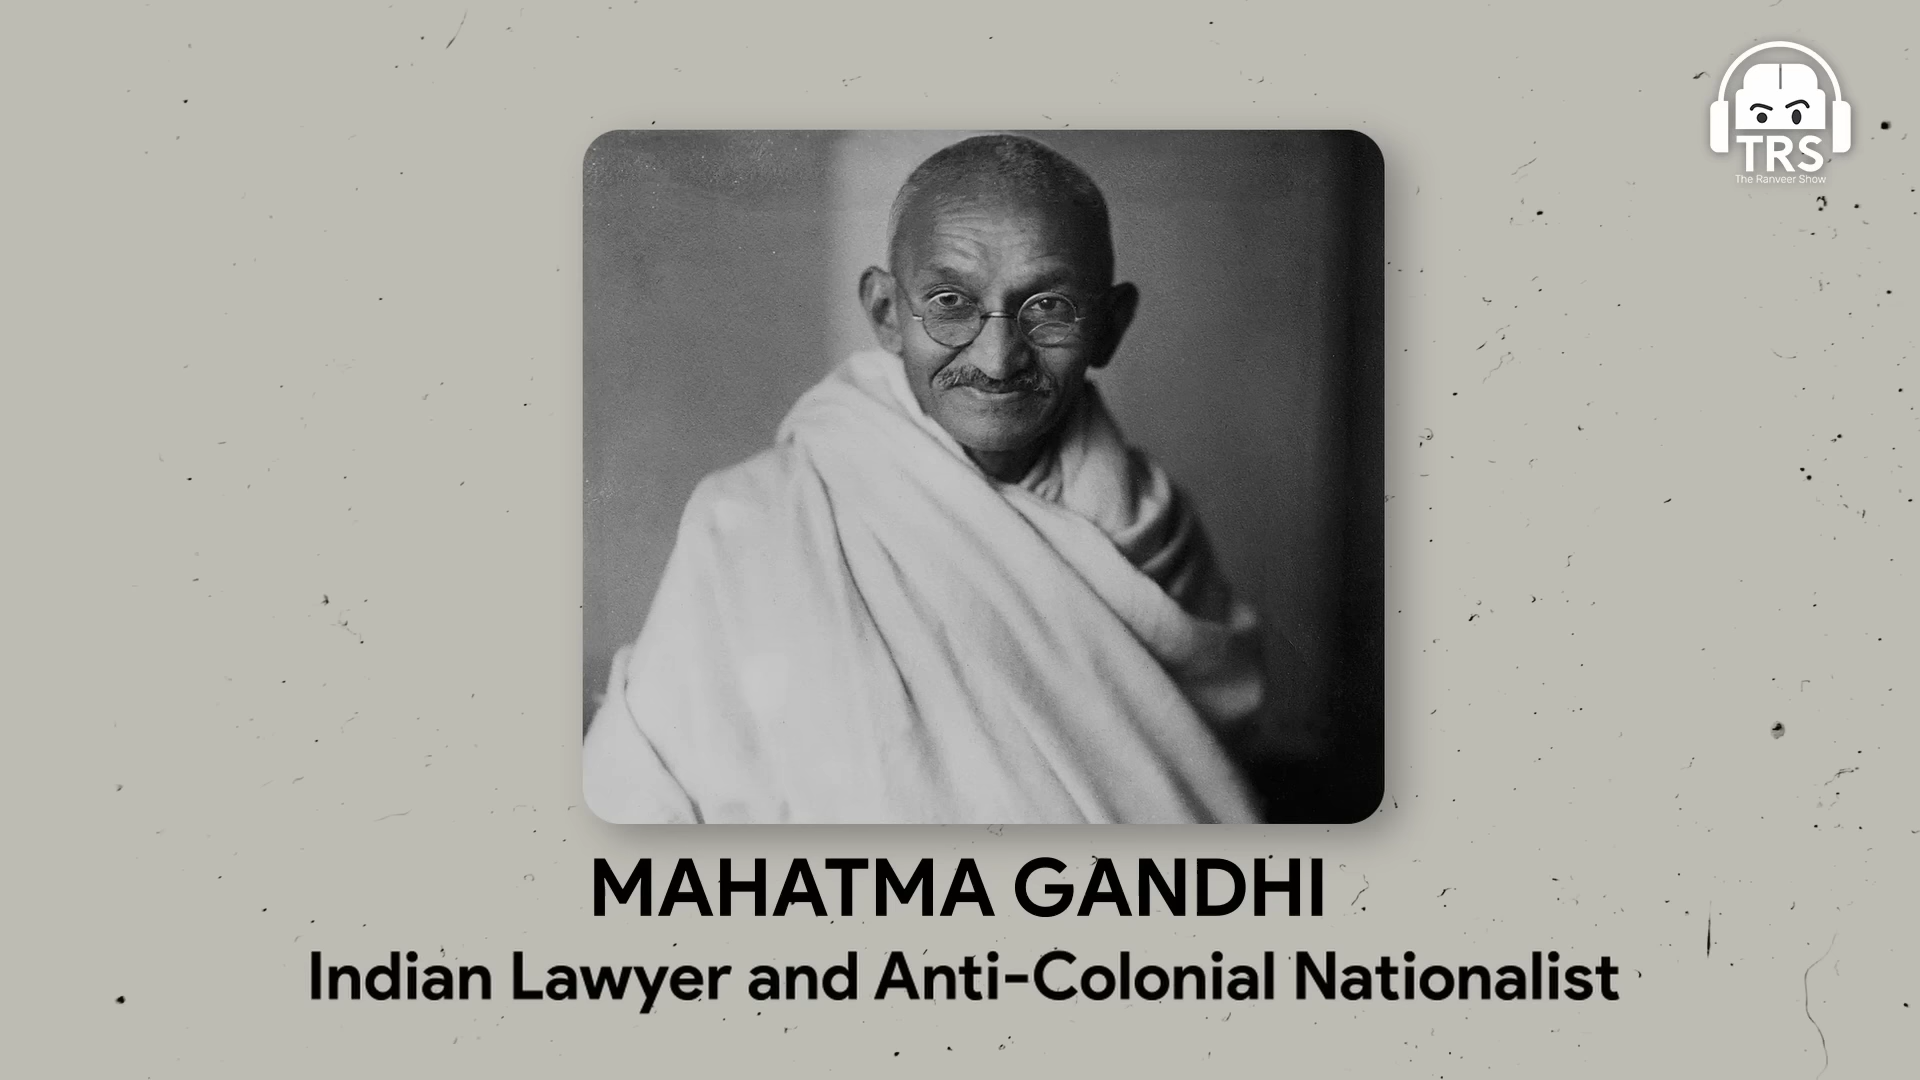 TRS
The Ranveer Show
MAHATMA GANDHI
Indian Lawyer and Anti-Colonial Nationalist